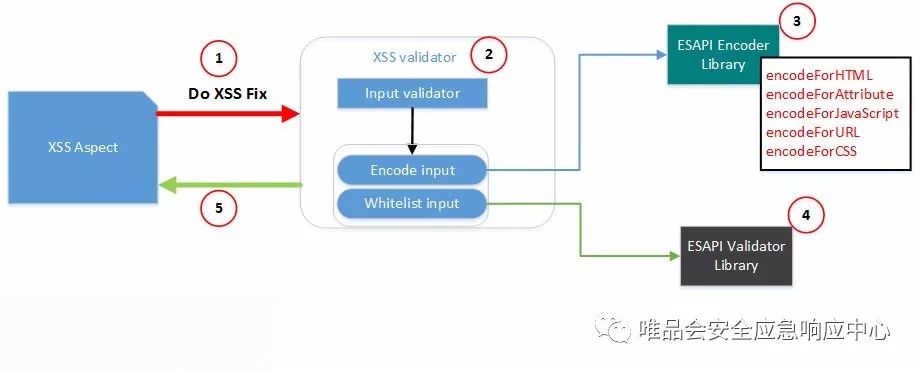 1
Do XSS Fix
XSS Aspect
5
XSS validator
2
Input validator
Encode input
Whitelist input
3
ESAPI Encoder
Library
encodeForHTML
encodeForAttribute
encodeForJavaScript
encodeForURL
encodeForCSS
4
ESAPI Validator
Library
唯品会安全应急响应中心